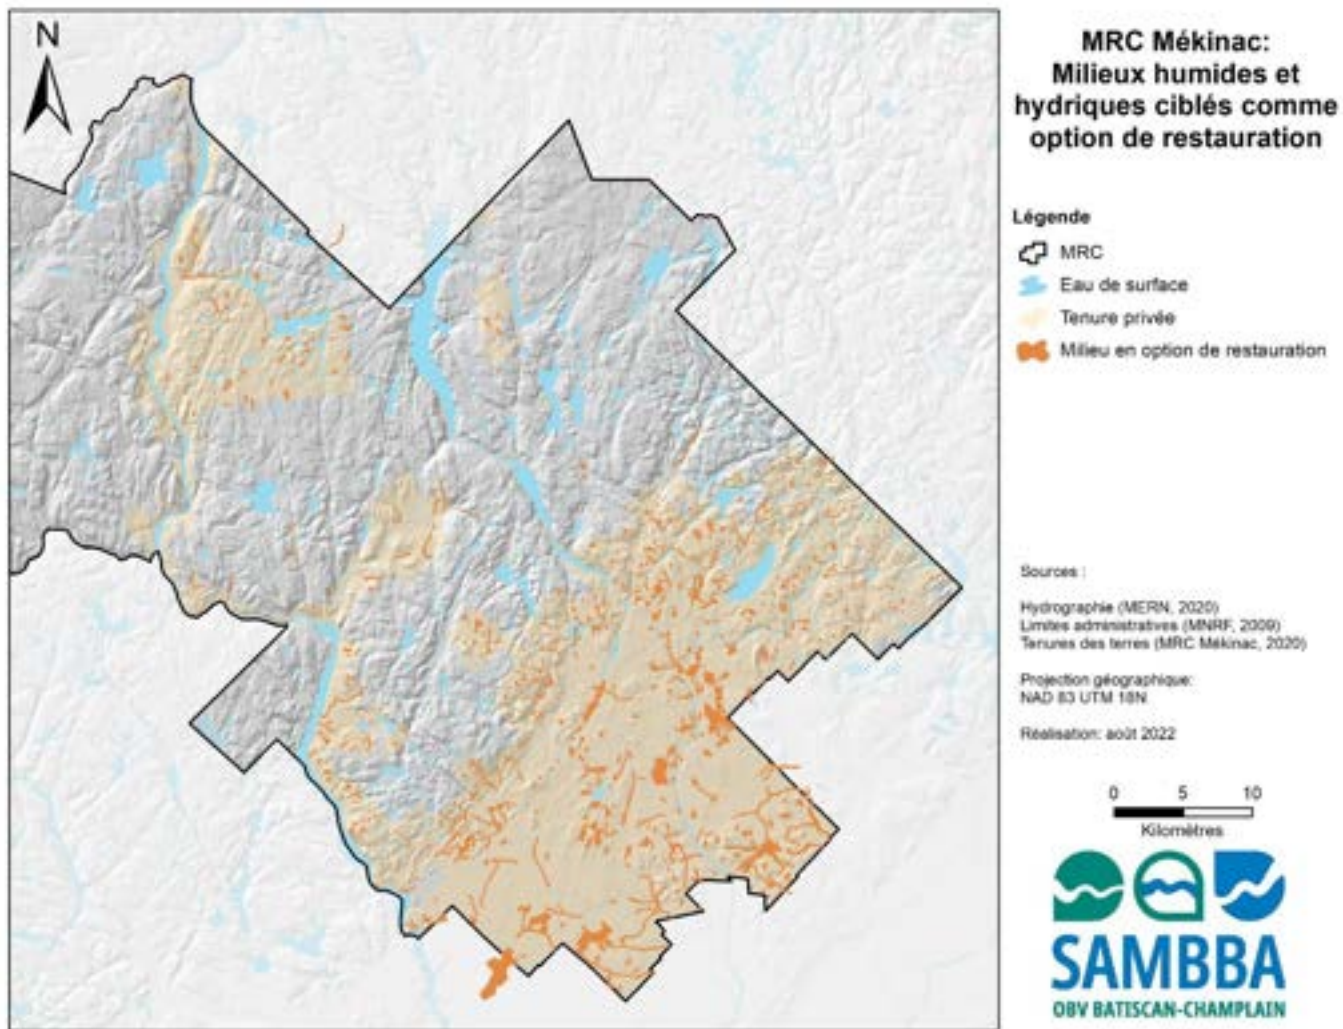 N
MRC Mékinac:
Milieux humides et
hydriques ciblés comme
option de restauration
Légende
MRC
Eau de surface
Tenure privée
Milieu en option de restauration
Sources :
Hydrographie (MERN, 2020)
Limites administratives (MNRF, 2009)
Tenures des terres (MRC Mékinac, 2020)
Projection géographique:
NAD 83 UTM 18N
Réalisation: août 2022
0 5 10
Kilomètres
SAMBBA
OBV BATISCAN-CHAMPLAIN